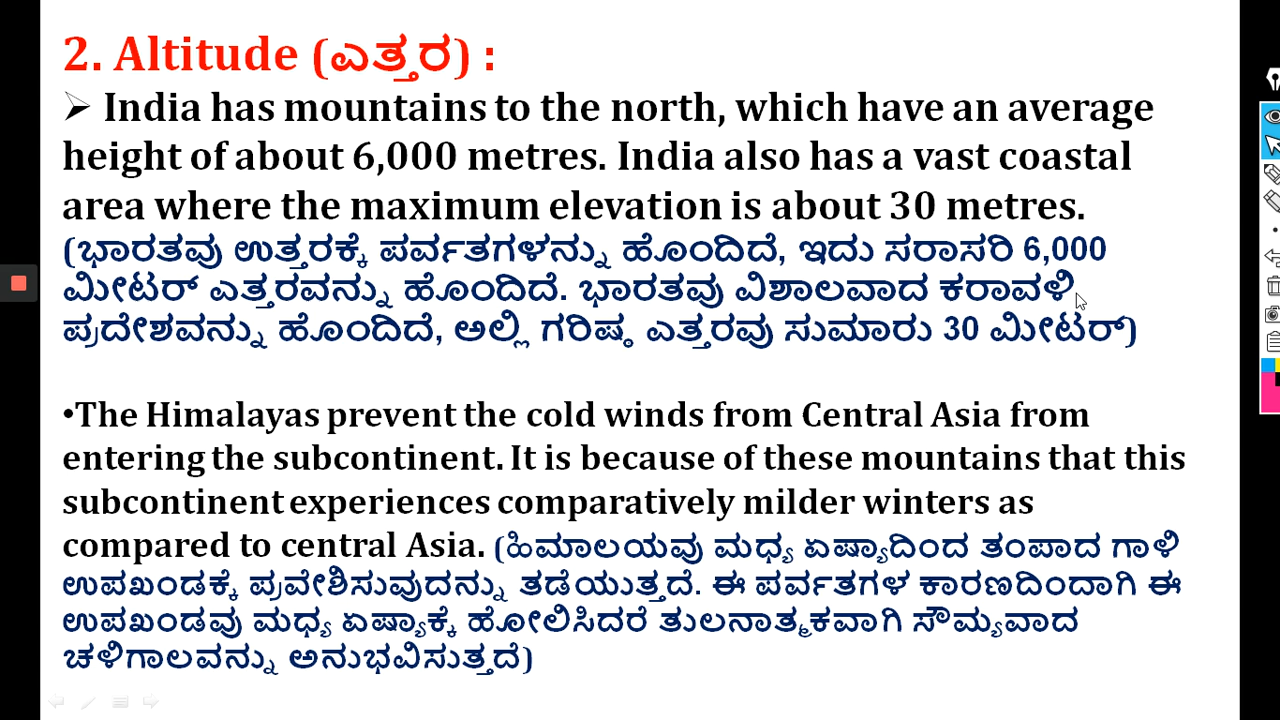 2. Altitude (ಎತ್ತರ) :
➢ India has mountains to the north, which have an average
height of about 6,000 metres. India also has a vast coastal
area where the maximum elevation is about 30 metres.
(ಭಾರತವು ಉತ್ತರಕ್ಕೆ ಪರ್ವತಗಳನ್ನು ಹೊಂದಿದೆ, ಇದು ಸರಾಸರಿ 6,000
ಮೀಟರ್ ಎತ್ತರವನ್ನು ಹೊಂದಿದೆ. ಭಾರತವು ವಿಶಾಲವಾದ ಕರಾವಳಿ
ಪ್ರದೇಶವನ್ನು ಹೊಂದಿದೆ, ಅಲ್ಲಿ ಗರಿಷ್ಠ ಎತ್ತರವು ಸುಮಾರು 30 ಮೀಟರ್)
•The Himalayas prevent the cold winds from Central Asia from
entering the subcontinent. It is because of these mountains that this
subcontinent experiences comparatively milder winters as
compared to central Asia. (ಹಿಮಾಲಯವು ಮಧ್ಯ ಏಷ್ಯಾದಿಂದ ತಂಪಾದ ಗಾಳಿ
ಉಪಖಂಡಕ್ಕೆ ಪ್ರವೇಶಿಸುವುದನ್ನು ತಡೆಯುತ್ತದೆ. ಈ ಪರ್ವತಗಳ ಕಾರಣದಿಂದಾಗಿ ಈ
ಉಪಖಂಡವು ಮಧ್ಯ ಏಷ್ಯಾಕ್ಕೆ ಹೋಲಿಸಿದರೆ ತುಲನಾತ್ಮಕವಾಗಿ ಸೌಮ್ಯವಾದ
ಚಳಿಗಾಲವನ್ನು ಅನುಭವಿಸುತ್ತದೆ)